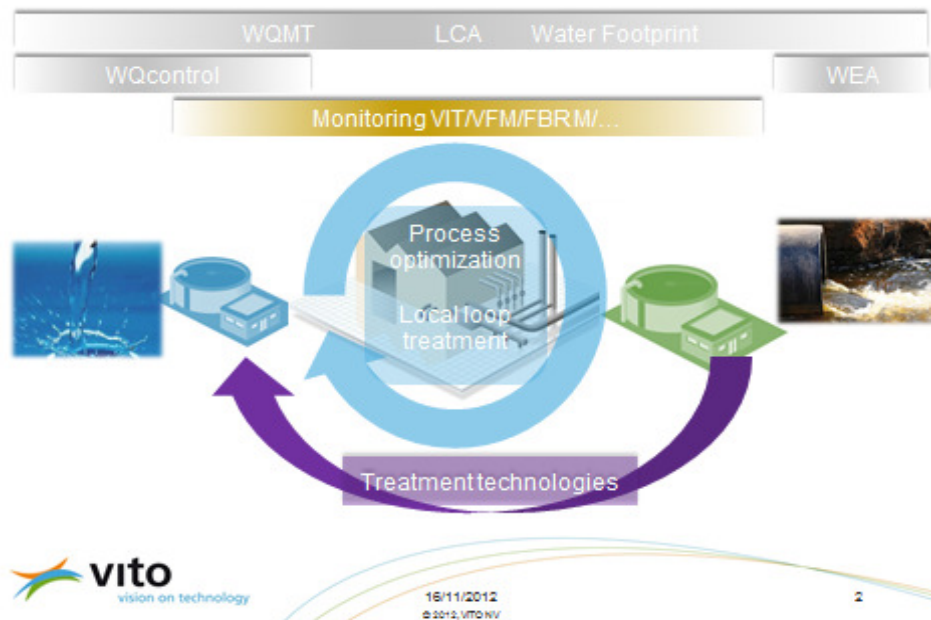 WQMT LCA Water Footprint
WQcontrol WEA
Monitoring VIT/VFM/FBRM/...
Process
optimization
Local loop
treatment
Treatment technologies
vito
vision on technology
16/11/2012
2
© 2012, VITO NV